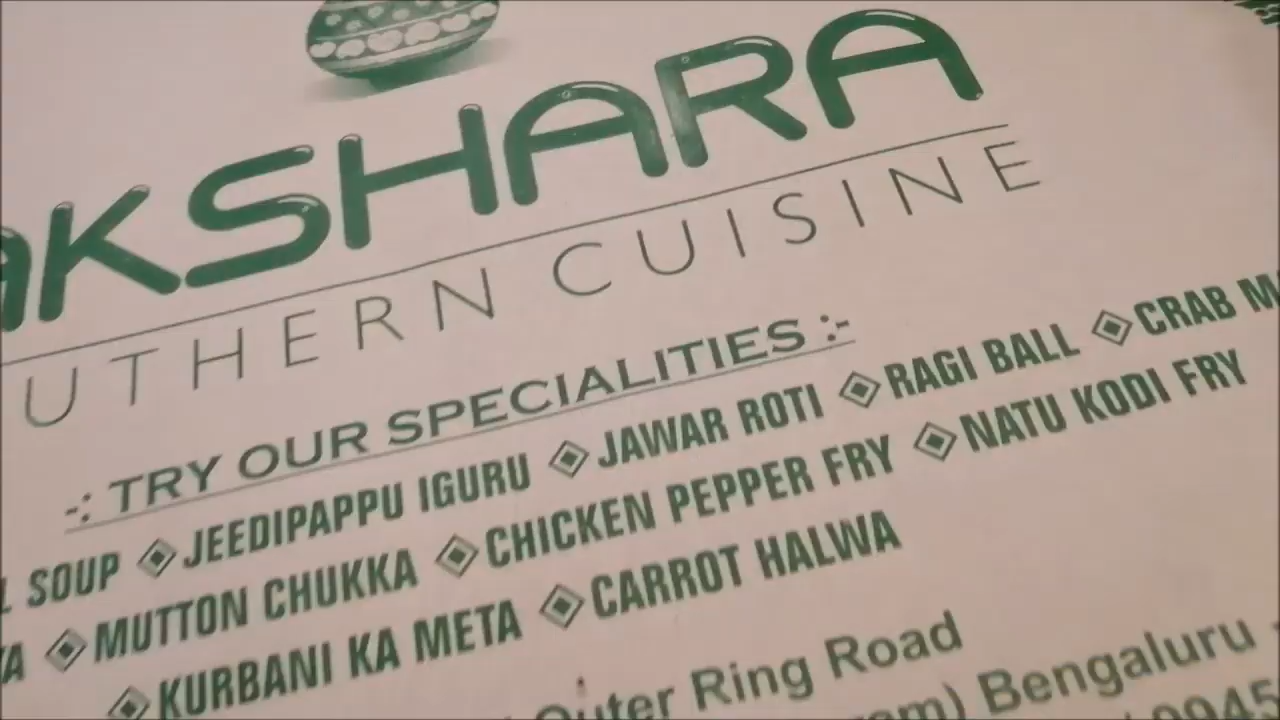 AKSHARA
UTHERN CUISINE
-: TRY OUR SPECIALITIES :-
SOUP ◈ JEEDIPAPPU IGURU ◈ JAWAR ROTI ◈ RAGI BALL ◈ CRAB
◈ MUTTON CHUKKA ◈ CHICKEN PEPPER FRY ◈ NATU KODI FRY
◈ KURBANI KA META ◈ CARROT HALWA
Outer Ring Road
Bengaluru